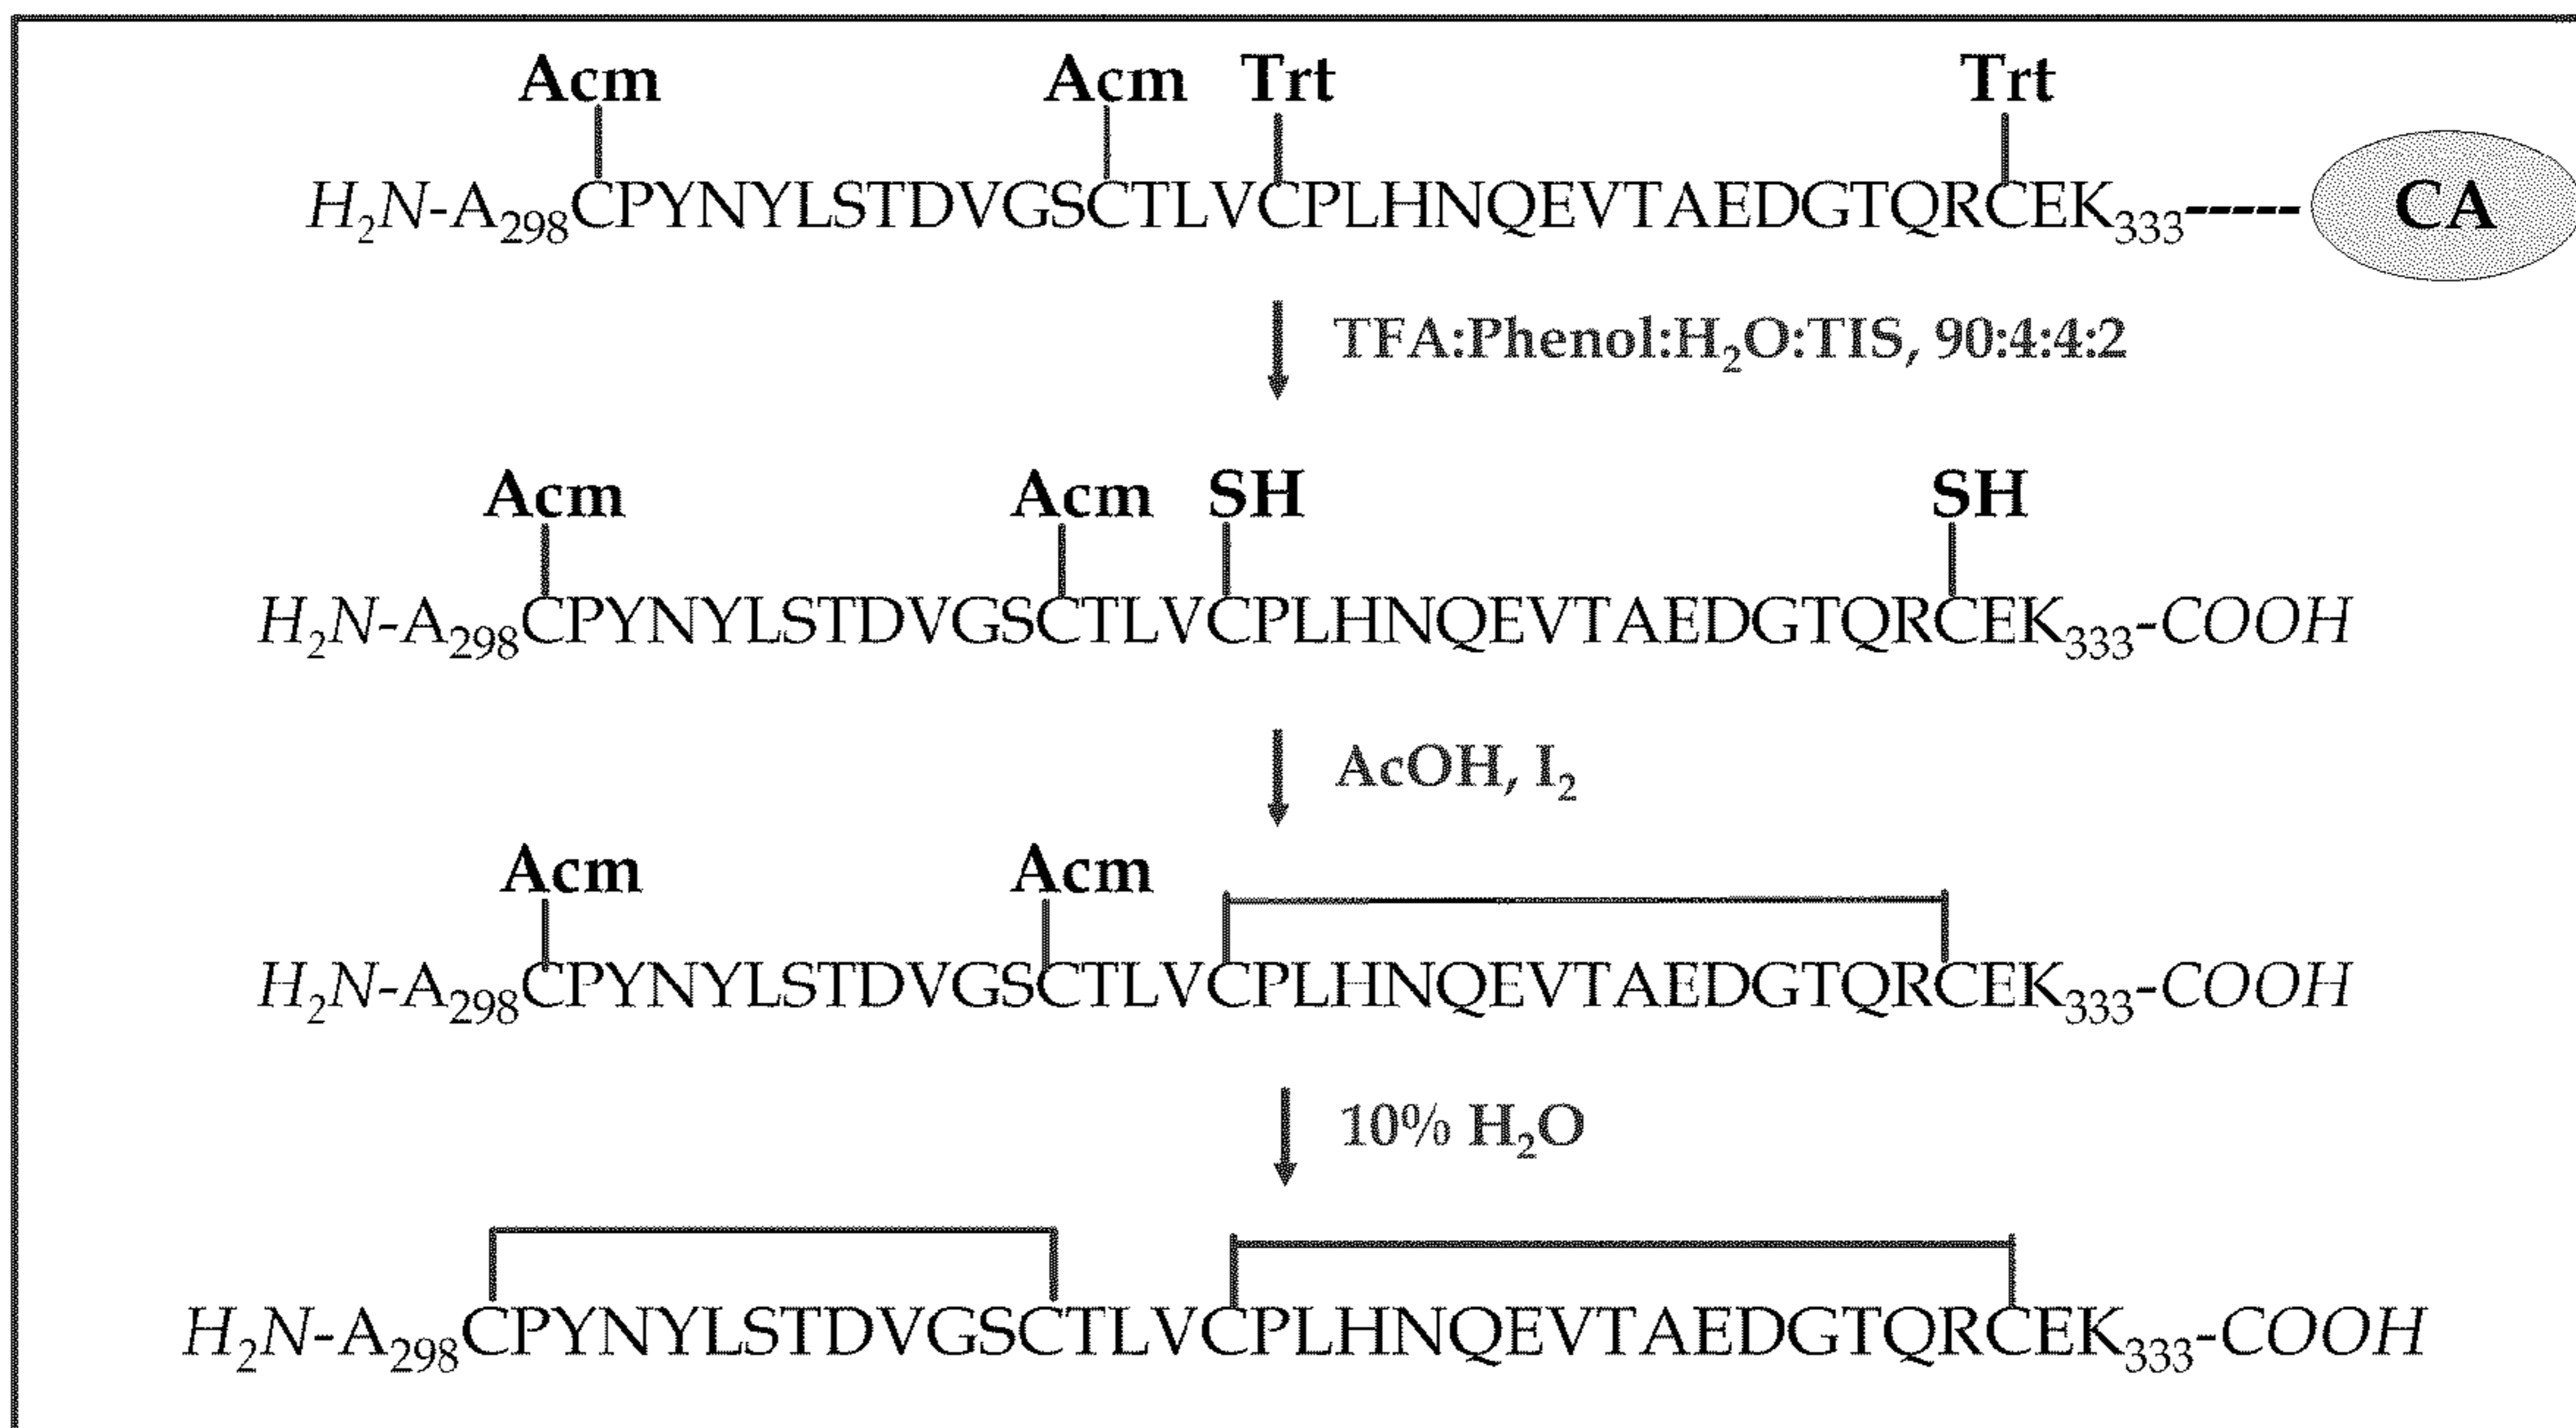 Acm Acm Trt Trt
H₂N-A₂₉₈CPYNYLSTDVGSCTLVCPLHNQEVTAEDGTQRCEK₃₃₃----- CA
TFA:Phenol:H₂O:TIS, 90:4:4:2
Acm Acm SH SH
H₂N-A₂₉₈CPYNYLSTDVGSCTLVCPLHNQEVTAEDGTQRCEK₃₃₃-COOH
AcOH, I₂
Acm Acm
H₂N-A₂₉₈CPYNYLSTDVGSCTLVCPLHNQEVTAEDGTQRCEK₃₃₃-COOH
10% H₂O
H₂N-A₂₉₈CPYNYLSTDVGSCTLVCPLHNQEVTAEDGTQRCEK₃₃₃-COOH